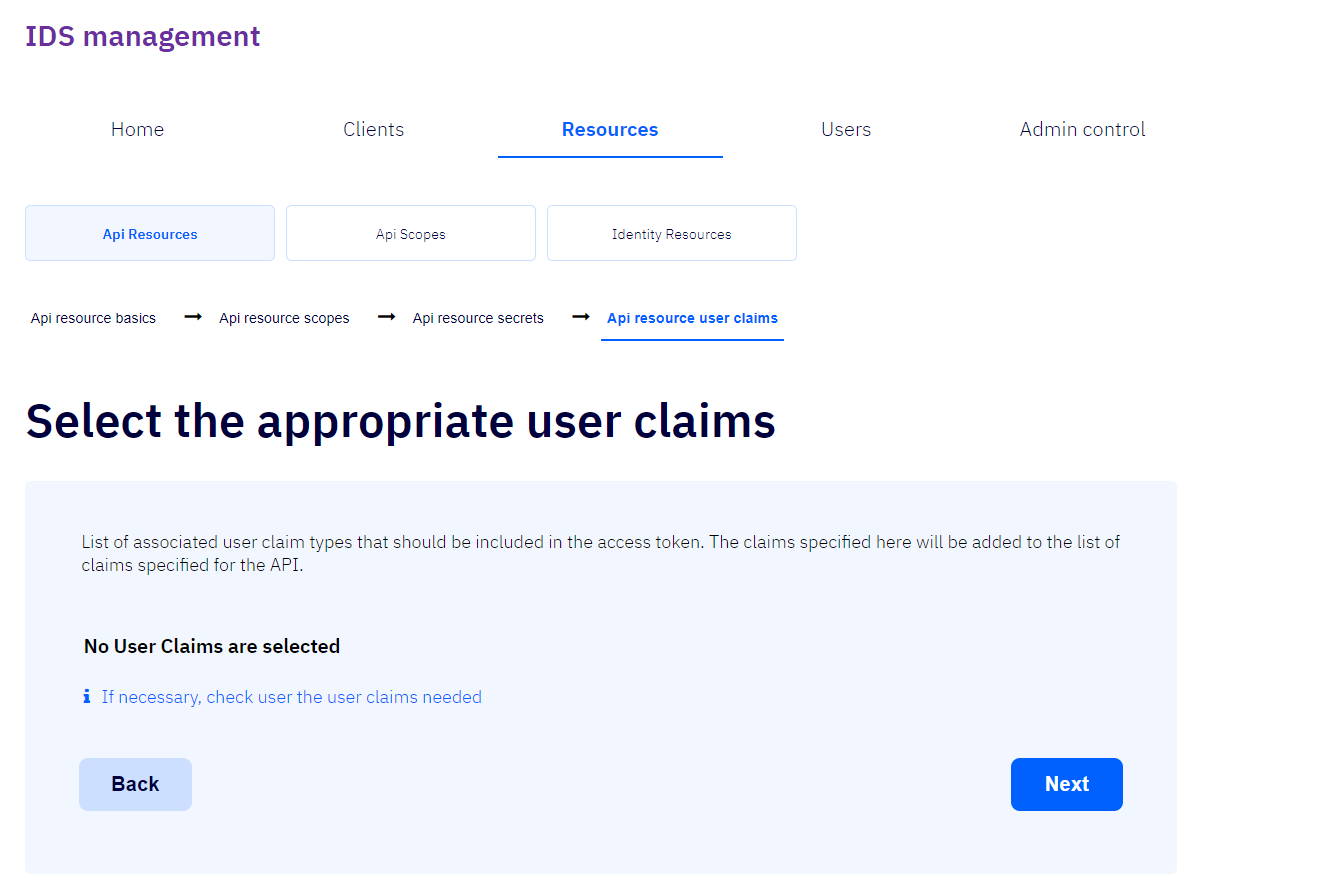 IDS management
Home Clients Resources Users Admin control
Api Resources Api Scopes Identity Resources
Api resource basics → Api resource scopes → Api resource secrets → Api resource user claims
Select the appropriate user claims
List of associated user claim types that should be included in the access token. The claims specified here will be added to the list of
claims specified for the API.
No User Claims are selected
If necessary, check user the user claims needed
Back Next